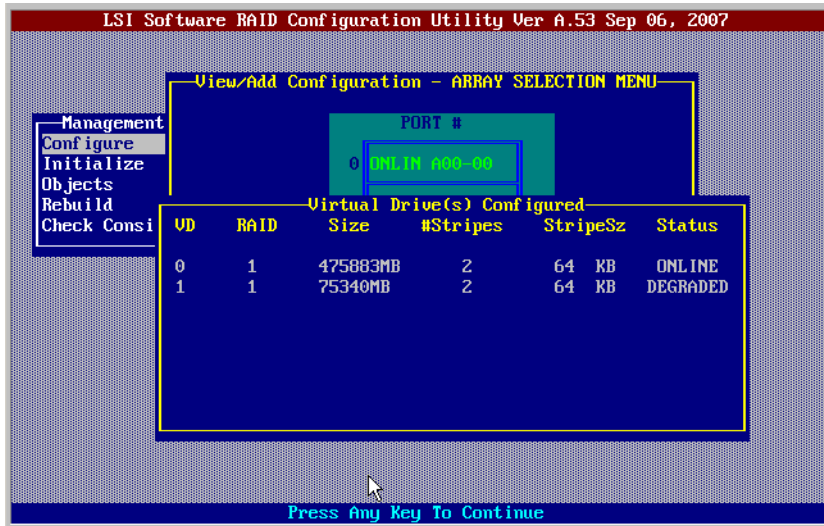 LSI Software RAID Configuration Utility Ver A.53 Sep 06, 2007
View/Add Configuration - ARRAY SELECTION MENU
Management
PORT #
Configure
Initialize
0 ONLIN A00-00
Objects
Rebuild
Virtual Drive(s) Configured
Check Consi
VD RAID Size #Stripes StripeSz Status
0 1 475883MB 2 64 KB ONLINE
1 1 75340MB 2 64 KB DEGRADED
Press Any Key To Continue